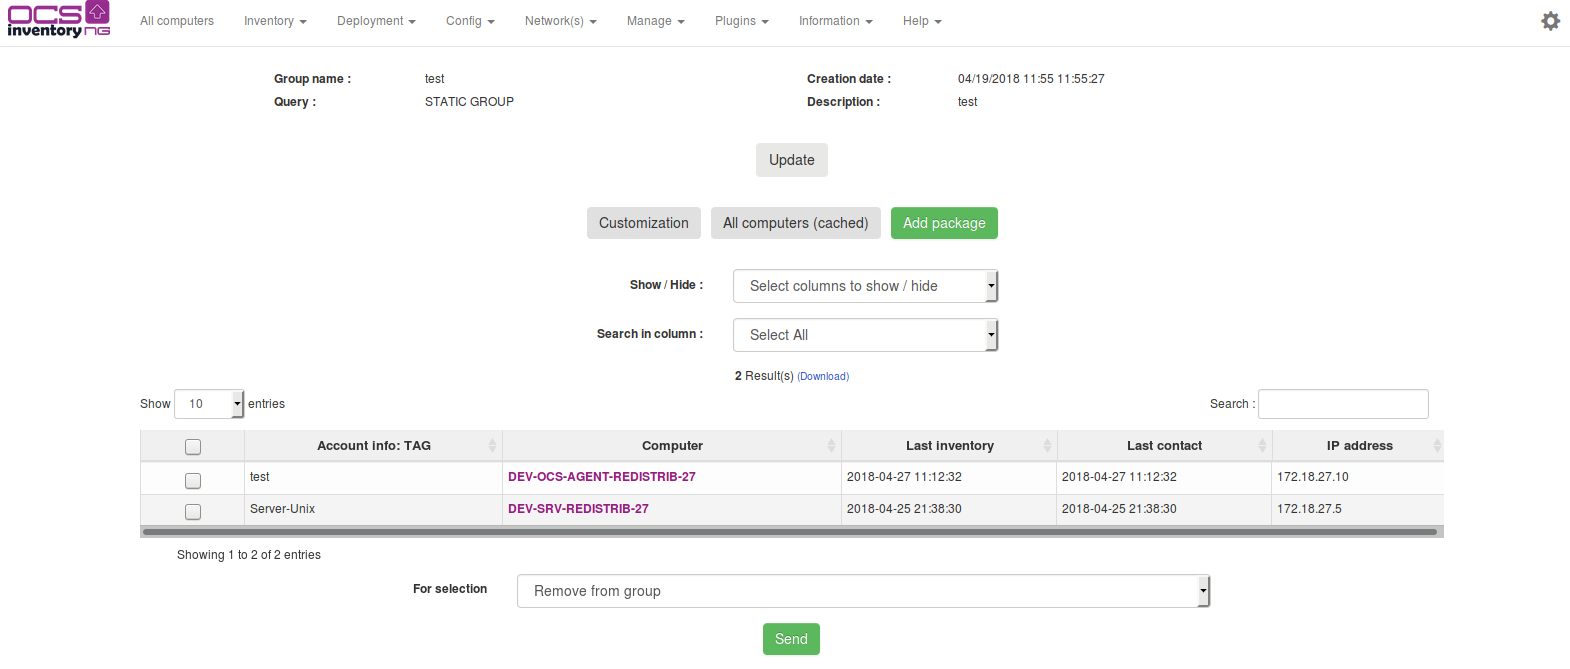 OCS inventory NG
All computers Inventory Deployment Config Network(s) Manage Plugins Information Help
Group name : test Creation date : 04/19/2018 11:55 11:55:27
Query : STATIC GROUP Description : test
Update
Customization All computers (cached) Add package
Show / Hide : Select columns to show / hide
Search in column : Select All
2 Result(s) (Download)
Show 10 entries Search :
Account info: TAG Computer Last inventory Last contact IP address
test DEV-OCS-AGENT-REDISTRIB-27 2018-04-27 11:12:32 2018-04-27 11:12:32 172.18.27.10
Server-Unix DEV-SRV-REDISTRIB-27 2018-04-25 21:38:30 2018-04-25 21:38:30 172.18.27.5
Showing 1 to 2 of 2 entries
For selection Remove from group
Send